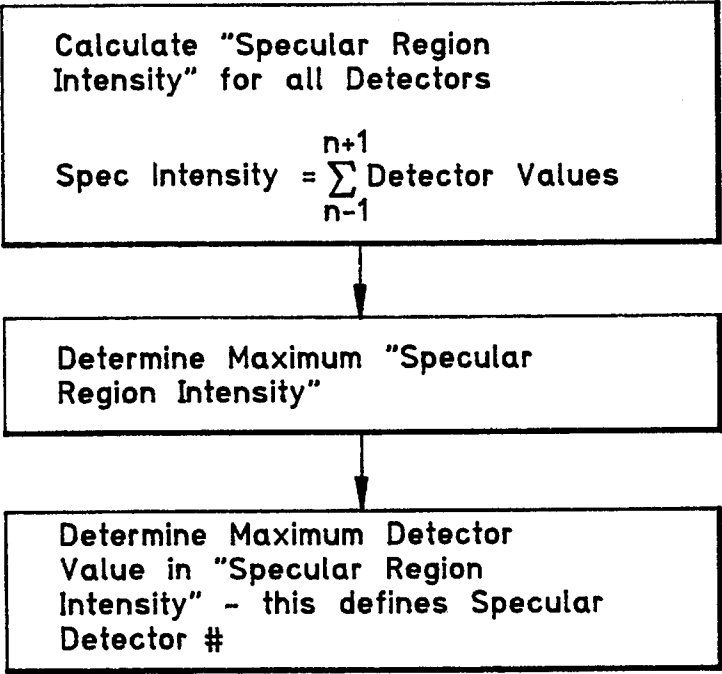 Calculate "Specular Region
Intensity" for all Detectors
n+1
Spec Intensity = ∑ Detector Values
n-1
Determine Maximum "Specular
Region Intensity"
Determine Maximum Detector
Value in "Specular Region
Intensity" - this defines Specular
Detector #